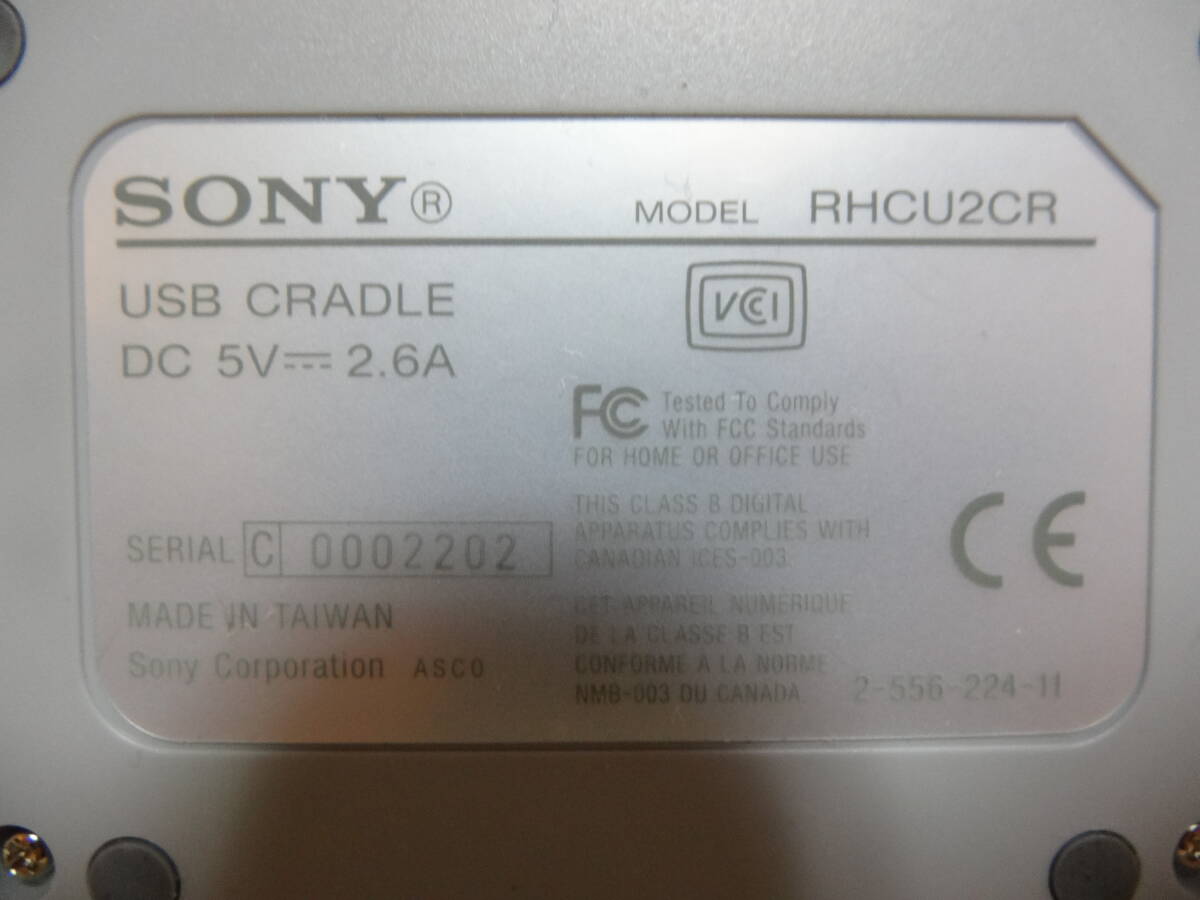 SONY®
MODEL RHCU2CR
USB CRADLE
DC 5V⎓2.6A
VCCI
FC Tested To Comply
With FCC Standards
FOR HOME OR OFFICE USE
THIS CLASS B DIGITAL
APPARATUS COMPLIES WITH
CANADIAN ICES-003.
CET APPAREIL NUMERIQUE
DE LA CLASSE B EST
CONFORME A LA NORME
NMB-003 DU CANADA
CE
SERIAL C 0002202
MADE IN TAIWAN
Sony Corporation ASCO
2-556-224-11